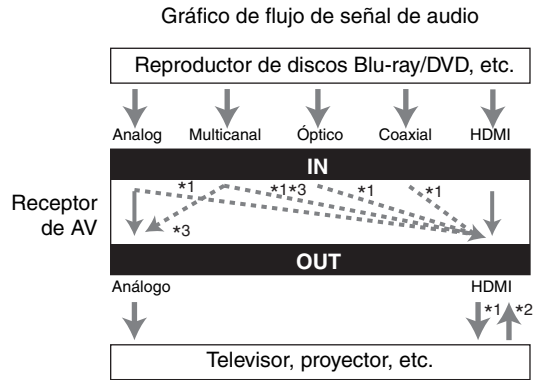 Gráfico de flujo de señal de audio
Reproductor de discos Blu-ray/DVD, etc.
Analog Multicanal Óptico Coaxial HDMI
IN
*1 *1*3 *1 *1
Receptor
de AV
*3
OUT
Análogo HDMI
*1 *2
Televisor, proyector, etc.